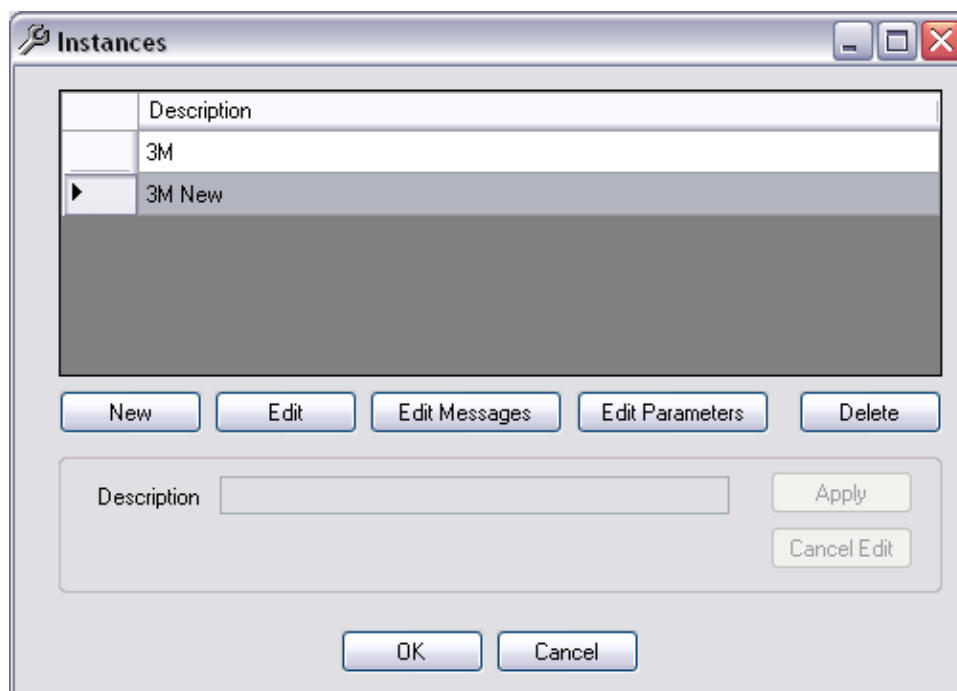 Instances
Description
3M
3M New
New Edit Edit Messages Edit Parameters Delete
Description Apply
Cancel Edit
OK Cancel